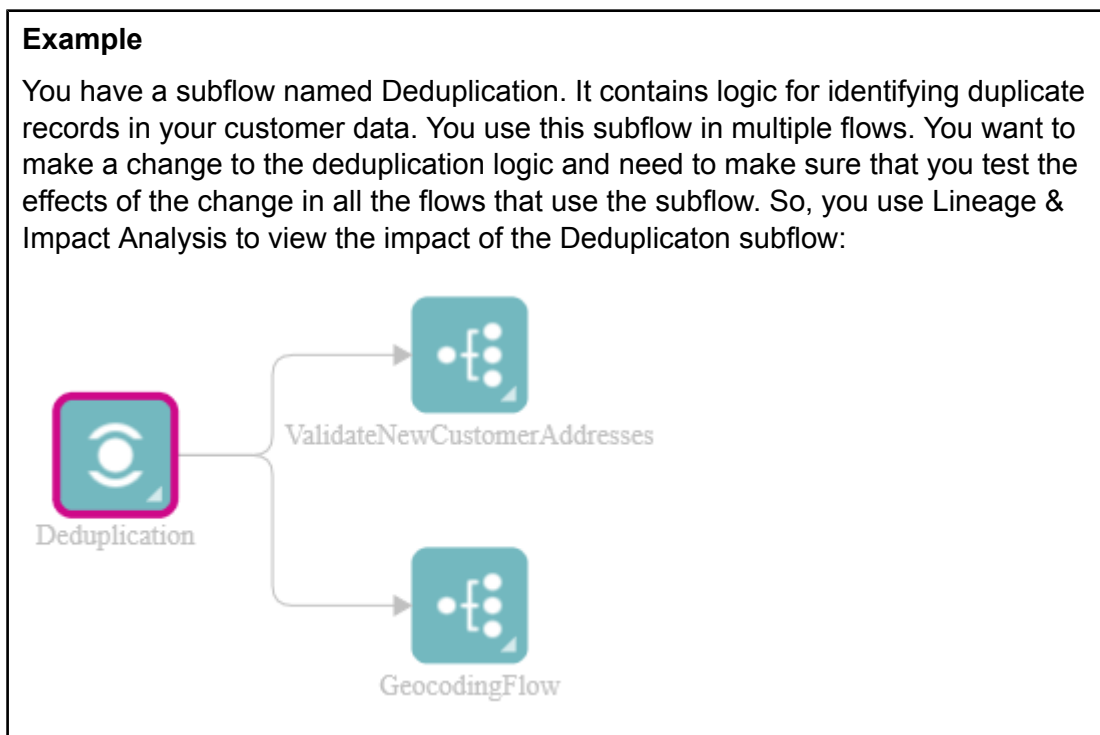 Example
You have a subflow named Deduplication. It contains logic for identifying duplicate
records in your customer data. You use this subflow in multiple flows. You want to
make a change to the deduplication logic and need to make sure that you test the
effects of the change in all the flows that use the subflow. So, you use Lineage &
Impact Analysis to view the impact of the Deduplicaton subflow:
ValidateNewCustomerAddresses
Deduplication
GeocodingFlow